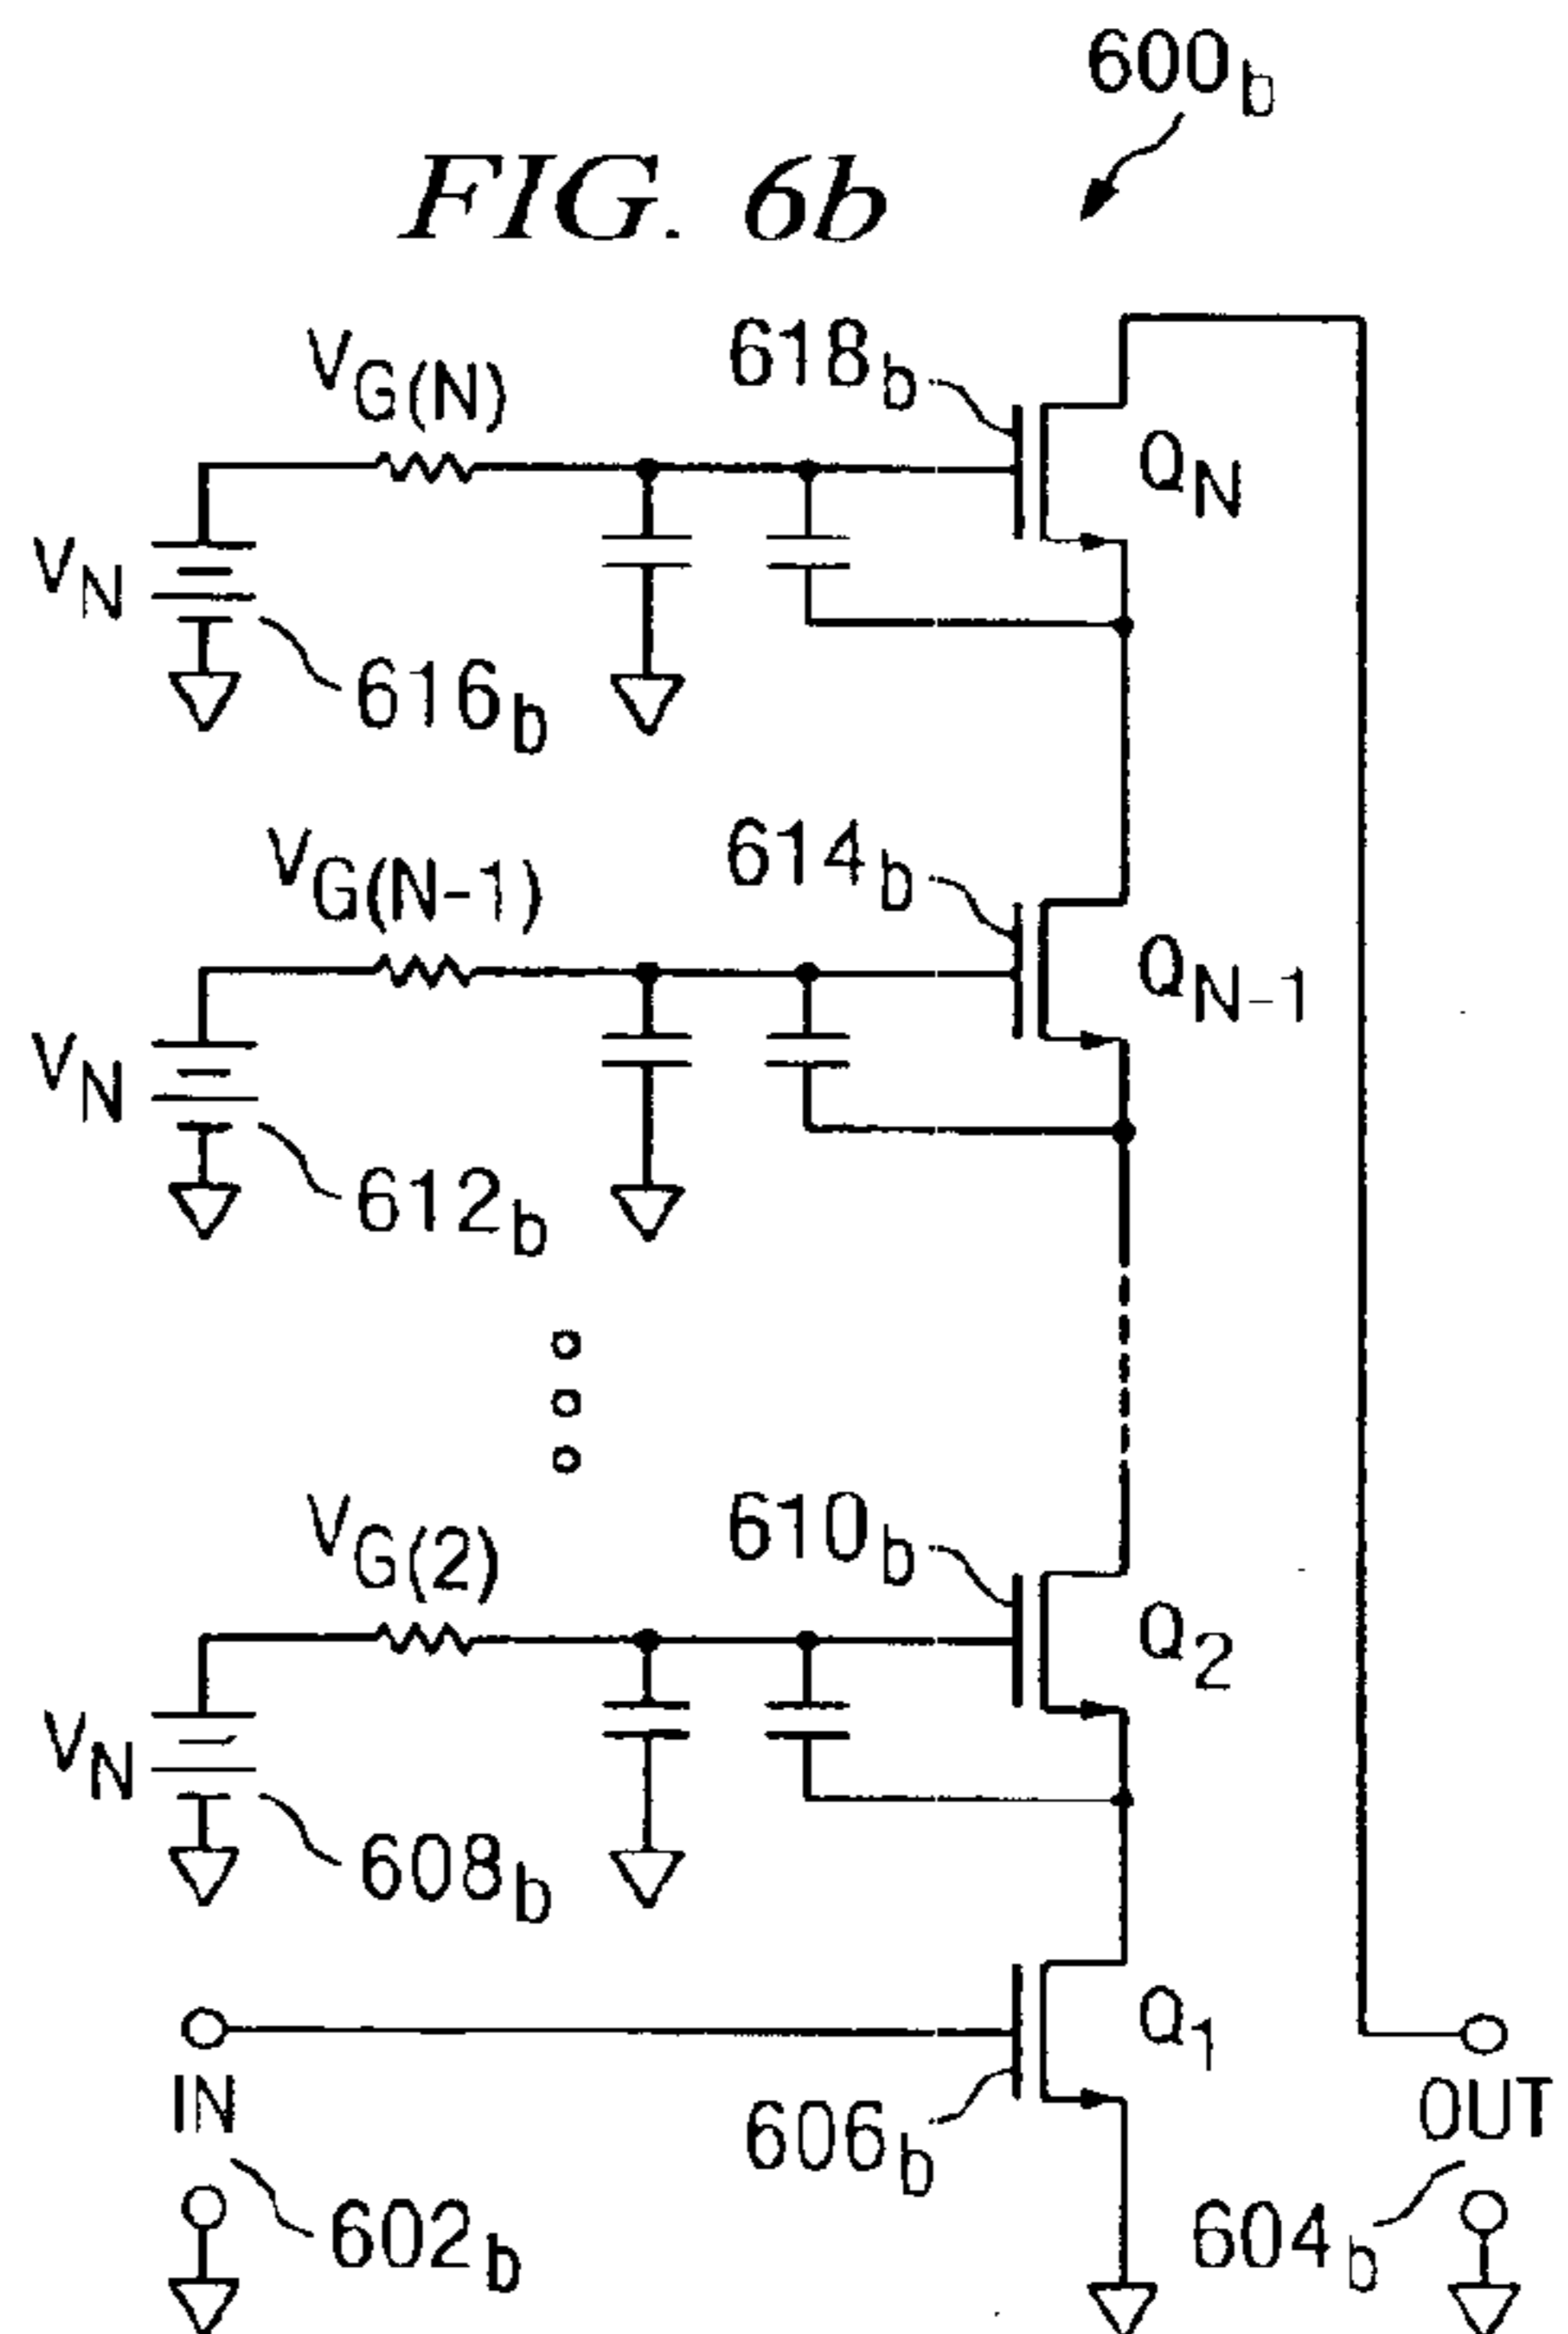 600b
FIG. 6b
VG(N)
618b
QN
VN
616b
VG(N-1)
614b
QN-1
VN
612b
VG(2)
610b
Q2
VN
608b
Q1
IN
606b
OUT
602b
604b